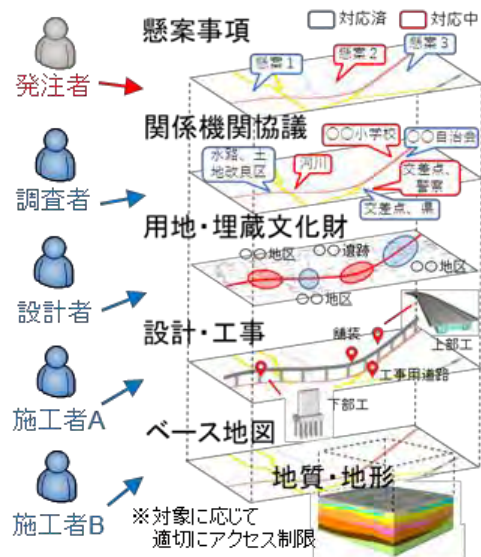 懸案事項
対応済
対応中
発注者
懸案1
懸案2
懸案3
関係機関協議
調査者
水路、土
地改良区
河川
〇〇小学校
〇〇自治会
交差点、
警察
交差点、県
用地・埋蔵文化財
設計者
〇〇地区
〇〇遺跡
〇〇地区
〇〇地区
設計・工事
施工者A
舗装
上部工
工事用道路
下部工
ベース地図
施工者B
地質・地形
※対象に応じて
適切にアクセス制限